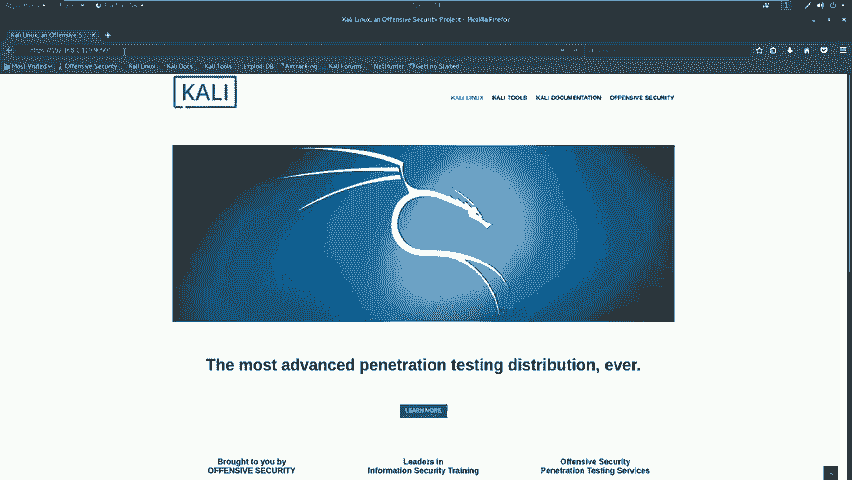 Kali Linux, an Offensive Security Project - Mozilla Firefox
Kali Linux, an Offensive S
Most Visited Offensive Security Kali Linux Kali Docs Kali Tools Exploit-DB Aircrack-ng Kali Forums NetHunter Getting Started
KALI
KALI LINUX KALI TOOLS KALI DOCUMENTATION OFFENSIVE SECURITY
The most advanced penetration testing distribution, ever.
LEARN MORE
Brought to you by
OFFENSIVE SECURITY
Leaders in
Information Security Training
Offensive Security
Penetration Testing Services